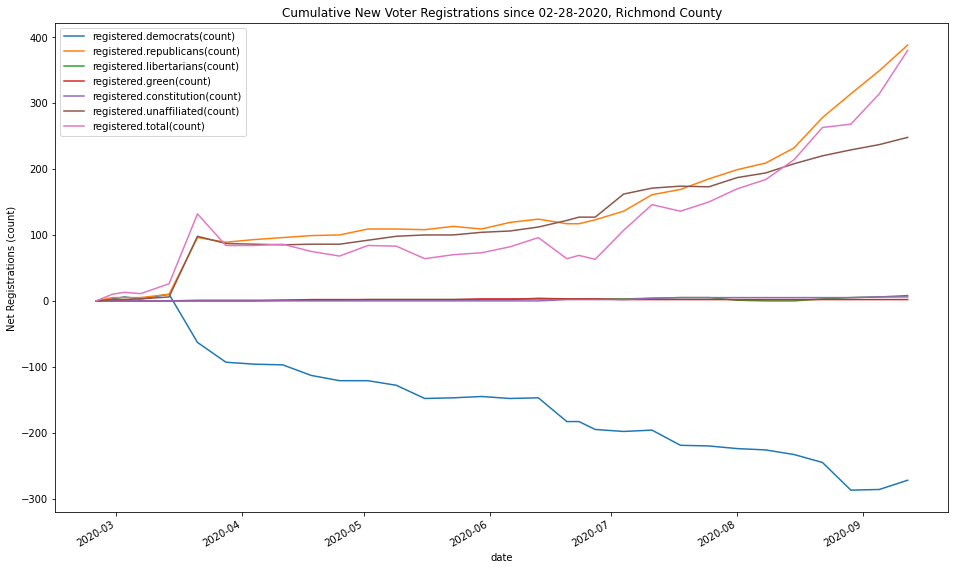 Cumulative New Voter Registrations since 02-28-2020, Richmond County
registered.democrats(count)
registered.republicans(count)
registered.libertarians(count)
registered.green(count)
registered.constitution(count)
registered.unaffiliated(count)
registered.total(count)
Net Registrations (count)
400
300
200
100
0
−100
−200
−300
2020-03
2020-04
2020-05
2020-06
2020-07
2020-08
2020-09
date